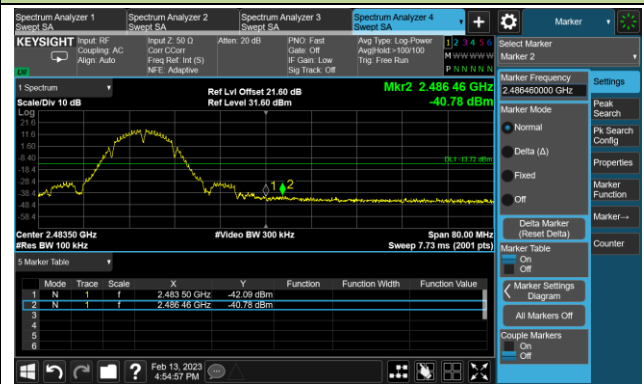 Spectrum Analyzer 1
Swept SA
Spectrum Analyzer 2
Swept SA
Spectrum Analyzer 3
Swept SA
Spectrum Analyzer 4
Swept SA
Marker
KEYSIGHT
Input: RF
Coupling: AC
Align: Auto
Input Z: 50 Ω
Corr CCorr
Freq Ref: Int (S)
NFE: Adaptive
Atten: 20 dB
PNO: Fast
Gate: Off
IF Gain: Low
Sig Track: Off
Avg Type: Log-Power
Avg|Hold:>100/100
Trig: Free Run
1 2 3 4 5 6
M W W W W W
P N N N N N
LXI
1 Spectrum
Scale/Div 10 dB
Ref Lvl Offset 21.60 dB
Ref Level 31.60 dBm
Mkr2 2.486 46 GHz
-40.78 dBm
Log
21.6
11.6
1.60
-8.40
-18.4
-28.4
-38.4
-48.4
-58.4
DL1 -13.72 dBm
1
2
Center 2.48350 GHz
#Res BW 100 kHz
#Video BW 300 kHz
Span 80.00 MHz
Sweep 7.73 ms (2001 pts)
5 Marker Table
Mode Trace Scale X Y Function Function Width Function Value
1 N 1 f 2.483 50 GHz -42.09 dBm
2 N 1 f 2.486 46 GHz -40.78 dBm
3
4
5
6
Select Marker
Marker 2
Marker Frequency
2.486460000 GHz
Marker Mode
Normal
Delta (Δ)
Fixed
Off
Delta Marker
(Reset Delta)
Marker Table
On
Off
Marker Settings
Diagram
All Markers Off
Couple Markers
On
Off
Settings
Peak
Search
Pk Search
Config
Properties
Marker
Function
Marker→
Counter
Feb 13, 2023
4:54:57 PM